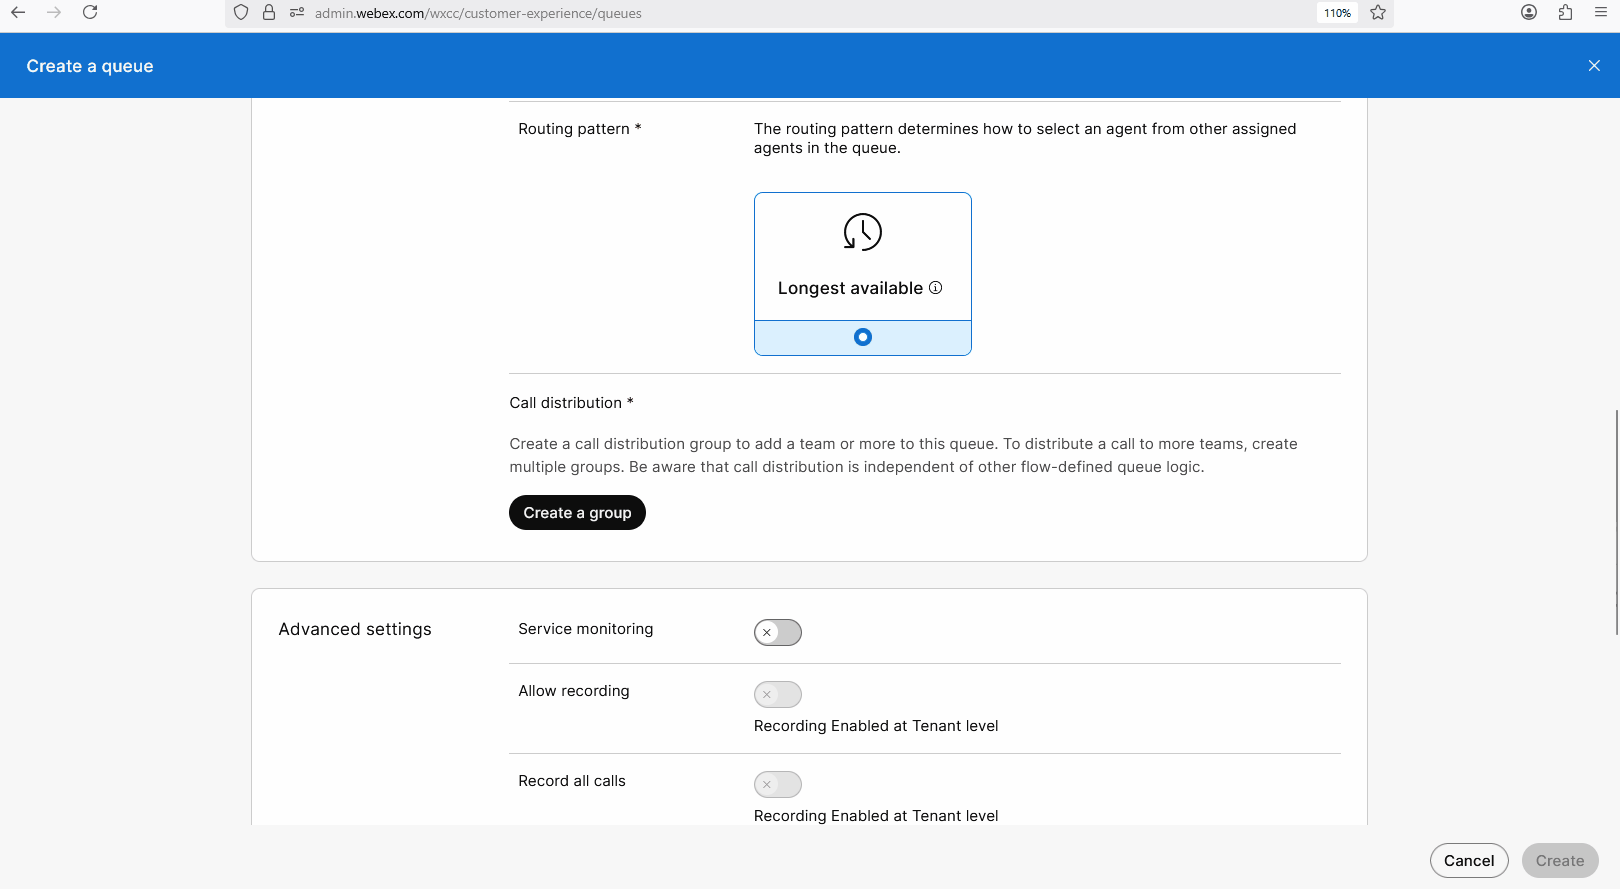 admin.webex.com/wxcc/customer-experience/queues
110%
Create a queue
Routing pattern *
The routing pattern determines how to select an agent from other assigned
agents in the queue.
Longest available
Call distribution *
Create a call distribution group to add a team or more to this queue. To distribute a call to more teams, create
multiple groups. Be aware that call distribution is independent of other flow-defined queue logic.
Create a group
Advanced settings
Service monitoring
Allow recording
Recording Enabled at Tenant level
Record all calls
Recording Enabled at Tenant level
Cancel
Create